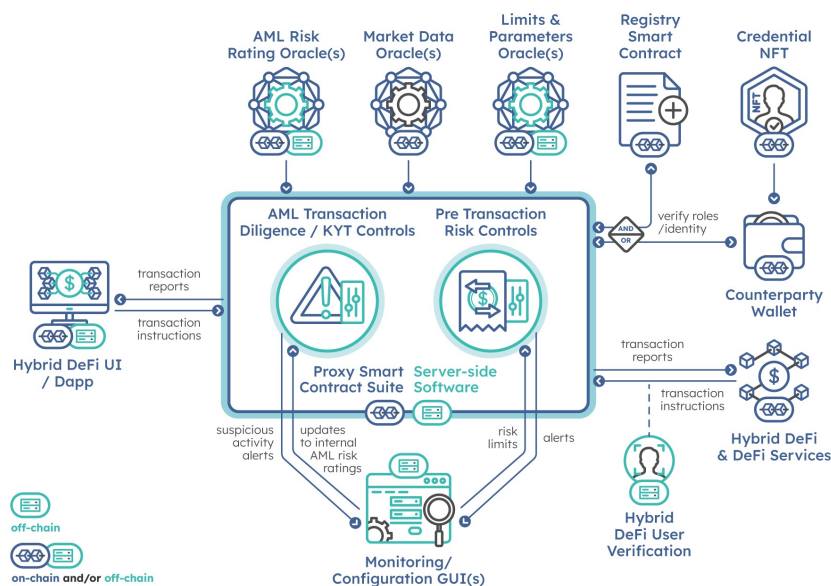 AML Risk
Rating Oracle(s)
Market Data
Oracle(s)
Limits &
Parameters
Oracle(s)
Registry
Smart
Contract
Credential
NFT
NFT
AML Transaction
Diligence / KYT Controls
Pre Transaction
Risk Controls
AND
OR
verify roles
/identity
Counterparty
Wallet
transaction
reports
transaction
instructions
Hybrid DeFi UI
/ Dapp
Proxy Smart
Contract Suite
Server-side
Software
transaction
reports
transaction
instructions
Hybrid DeFi
& DeFi Services
suspicious
activity
alerts
updates
to internal
AML risk
ratings
risk
limits
alerts
Hybrid
DeFi User
Verification
Monitoring/
Configuration GUI(s)
off-chain
on-chain and/or off-chain